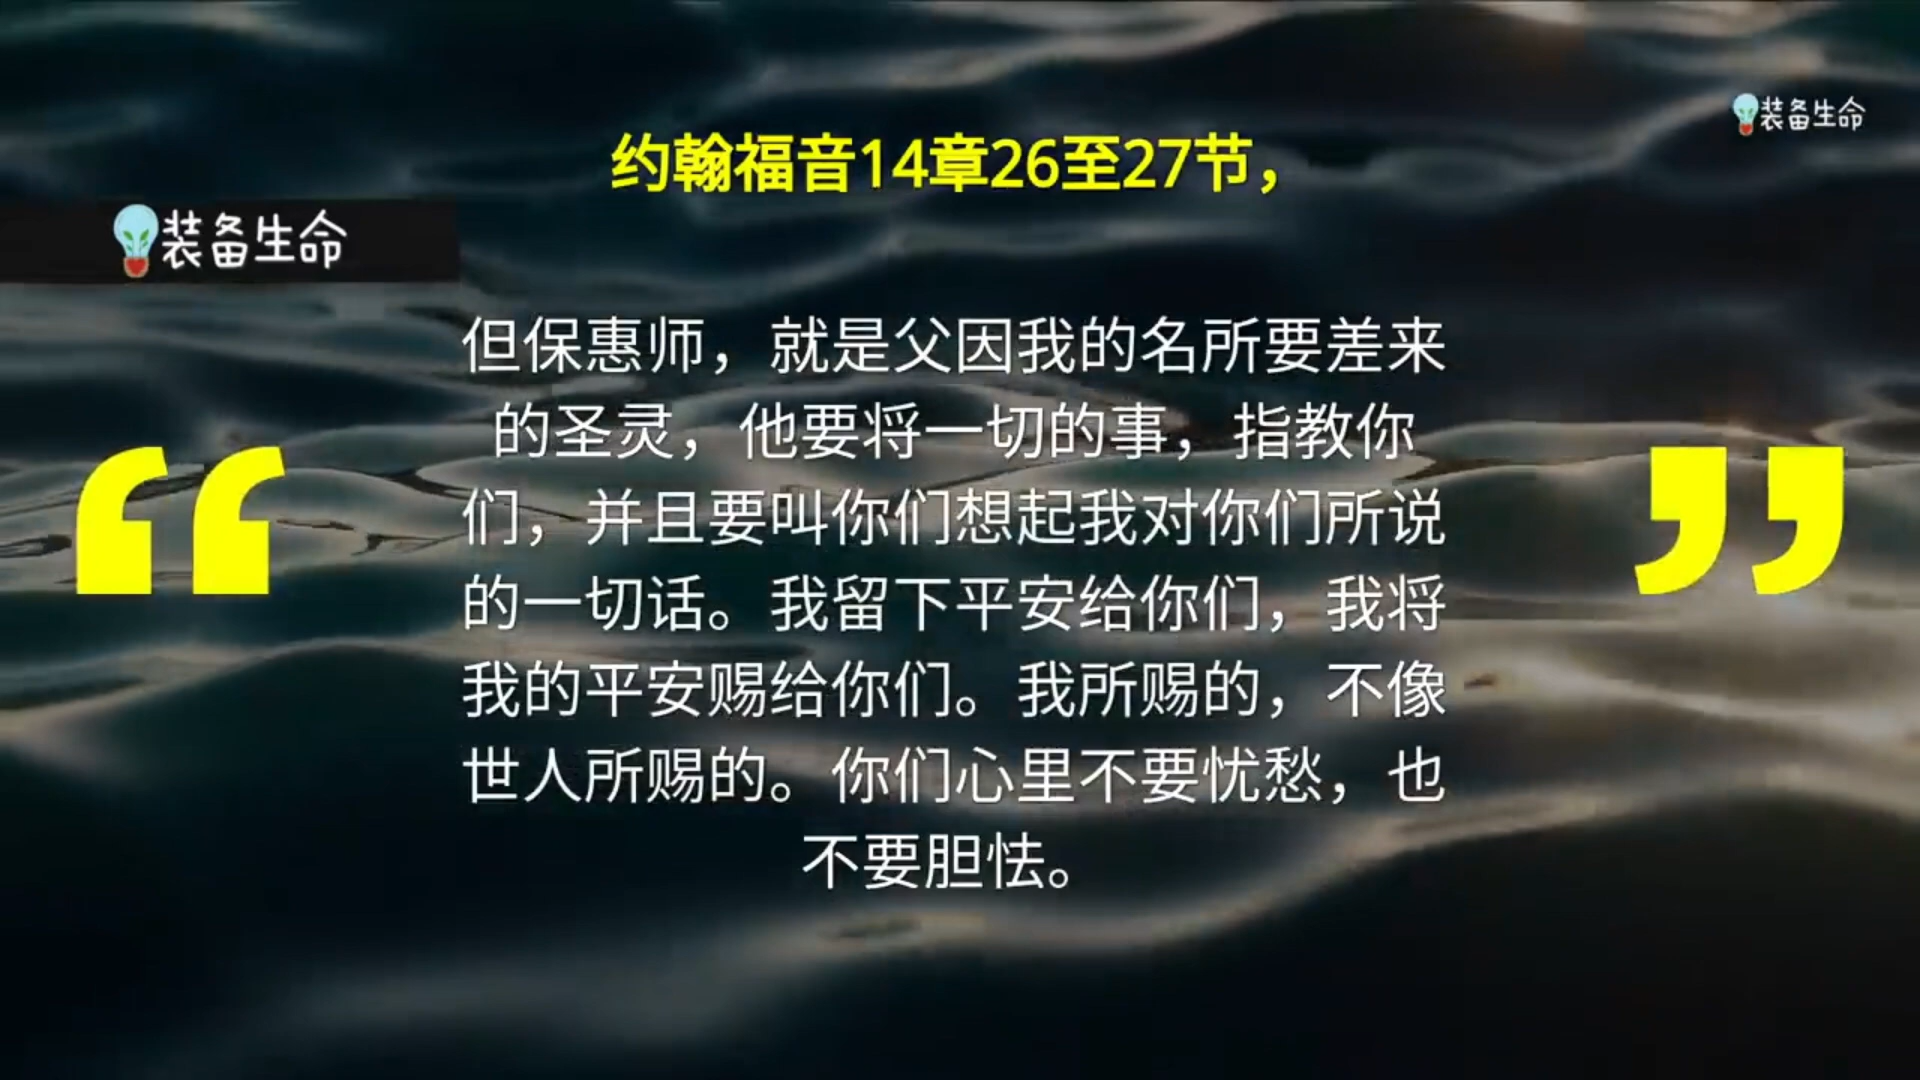 装备生命
约翰福音14章26至27节，
装备生命
但保惠师，就是父因我的名所要差来
的圣灵，他要将一切的事，指教你
们，并且要叫你们想起我对你们所说
的一切话。我留下平安给你们，我将
我的平安赐给你们。我所赐的，不像
世人所赐的。你们心里不要忧愁，也
不要胆怯。
“ ”